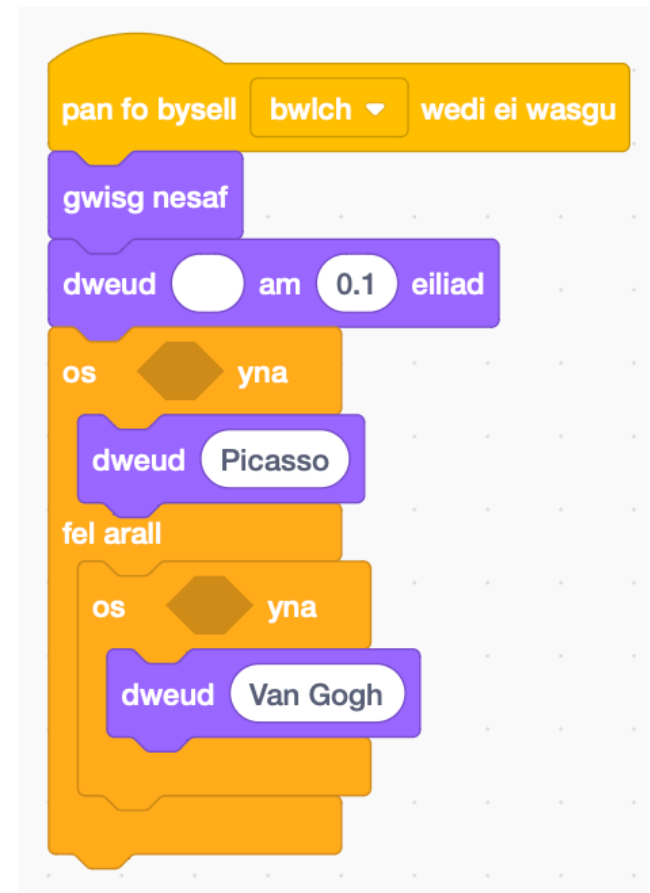 pan fo bysell bwlch wedi ei wasgu
gwisg nesaf
dweud am 0.1 eiliad
os yna
dweud Picasso
fel arall
os yna
dweud Van Gogh